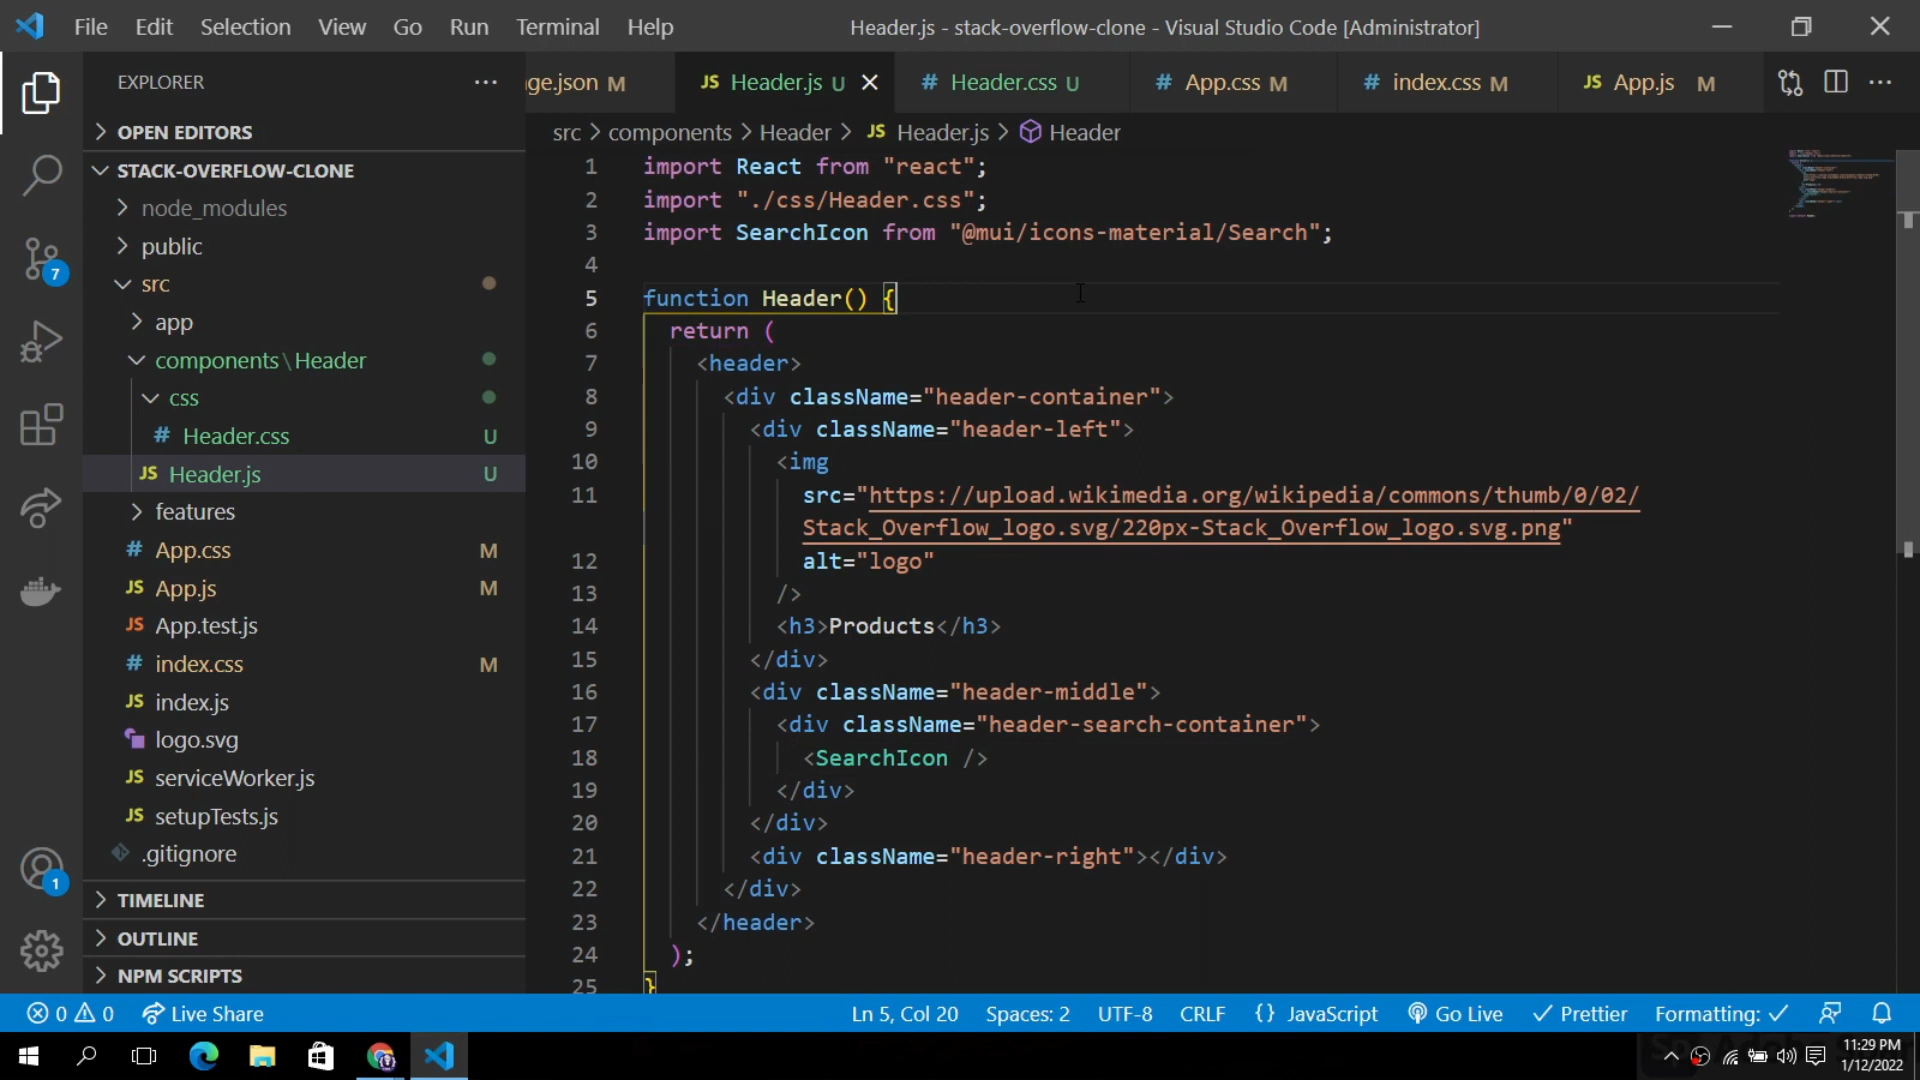 File Edit Selection View Go Run Terminal Help Header.js - stack-overflow-clone - Visual Studio Code [Administrator]
EXPLORER ge.json M JS Header.js U # Header.css U # App.css M # index.css M JS App.js M
OPEN EDITORS
src > components > Header > JS Header.js > Header
STACK-OVERFLOW-CLONE
node_modules
public
src
app
components\Header
css
# Header.css U
JS Header.js U
features
# App.css M
JS App.js M
JS App.test.js
# index.css M
JS index.js
logo.svg
JS serviceWorker.js
JS setupTests.js
.gitignore
TIMELINE
OUTLINE
NPM SCRIPTS
7
1
1 import React from "react";
2 import "./css/Header.css";
3 import SearchIcon from "@mui/icons-material/Search";
4
5 function Header() {
6 return (
7 <header>
8 <div className="header-container">
9 <div className="header-left">
10 <img
11 src="https://upload.wikimedia.org/wikipedia/commons/thumb/0/02/
Stack_Overflow_logo.svg/220px-Stack_Overflow_logo.svg.png"
12 alt="logo"
13 />
14 <h3>Products</h3>
15 </div>
16 <div className="header-middle">
17 <div className="header-search-container">
18 <SearchIcon />
19 </div>
20 </div>
21 <div className="header-right"></div>
22 </div>
23 </header>
24 );
25 }
0 0 Live Share Ln 5, Col 20 Spaces: 2 UTF-8 CRLF {} JavaScript Go Live Prettier Formatting: ✓
11:29 PM
1/12/2022